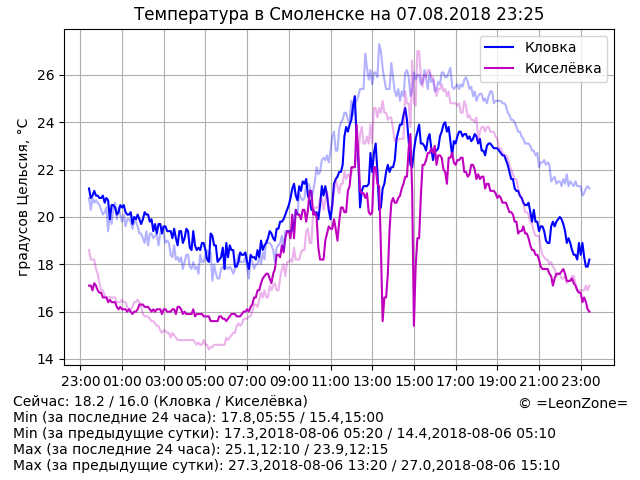 Температура в Смоленске на 07.08.2018 23:25
Кловка
Киселёвка
градусов Цельсия, °C
26
24
22
20
18
16
14
23:00 01:00 03:00 05:00 07:00 09:00 11:00 13:00 15:00 17:00 19:00 21:00 23:00
Сейчас: 18.2 / 16.0 (Кловка / Киселёвка)
© =LeonZone=
Min (за последние 24 часа): 17.8,05:55 / 15.4,15:00
Min (за предыдущие сутки): 17.3,2018-08-06 05:20 / 14.4,2018-08-06 05:10
Max (за последние 24 часа): 25.1,12:10 / 23.9,12:15
Max (за предыдущие сутки): 27.3,2018-08-06 13:20 / 27.0,2018-08-06 15:10